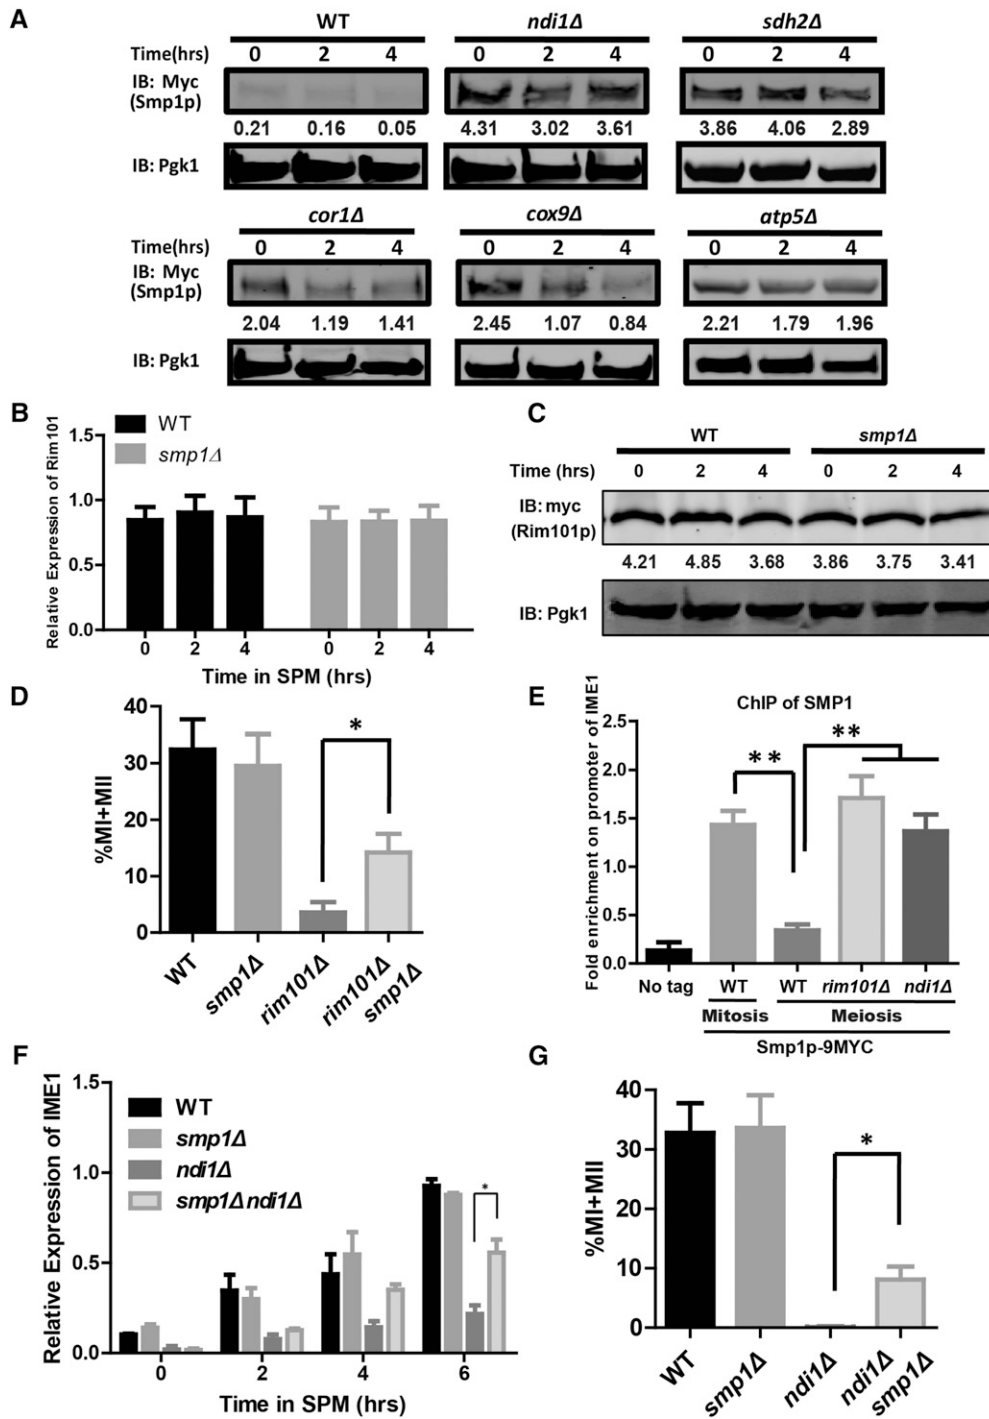 A
WT ndi1Δ sdh2Δ
Time(hrs) 0 2 4 0 2 4 0 2 4
IB: Myc
(Smp1p)
0.21 0.16 0.05 4.31 3.02 3.61 3.86 4.06 2.89
IB: Pgk1
cor1Δ cox9Δ atp5Δ
Time(hrs) 0 2 4 0 2 4 0 2 4
IB: Myc
(Smp1p)
2.04 1.19 1.41 2.45 1.07 0.84 2.21 1.79 1.96
IB: Pgk1
B
WT
smp1Δ
Relative Expression of Rim101
1.5
1.0
0.5
0.0
0 2 4 0 2 4
Time in SPM (hrs)
C
WT smp1Δ
Time (hrs) 0 2 4 0 2 4
IB: myc
(Rim101p)
4.21 4.85 3.68 3.86 3.75 3.41
IB: Pgk1
D
%MI+MII
40
30
20
10
0
*
WT
smp1Δ
rim101Δ
rim101Δ
smp1Δ
E
ChIP of SMP1
Fold enrichment on promoter of IME1
2.5
2.0
1.5
1.0
0.5
0.0
** **
No tag WT WT rim101Δ ndi1Δ
Mitosis Meiosis
Smp1p-9MYC
F
WT
smp1Δ
ndi1Δ
smp1Δndi1Δ
Relative Expression of IME1
1.5
1.0
0.5
0.0
*
0 2 4 6
Time in SPM (hrs)
G
%MI+MII
40
30
20
10
0
*
WT
smp1Δ
ndi1Δ
ndi1Δ
smp1Δ